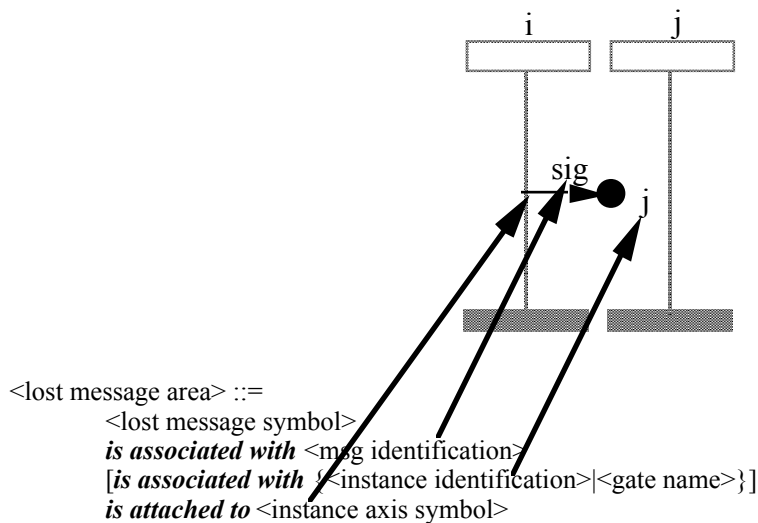 i j
sig
j
<lost message area> ::=
<lost message symbol>
is associated with <msg identification>
[is associated with {<instance identification>|<gate name>}]
is attached to <instance axis symbol>